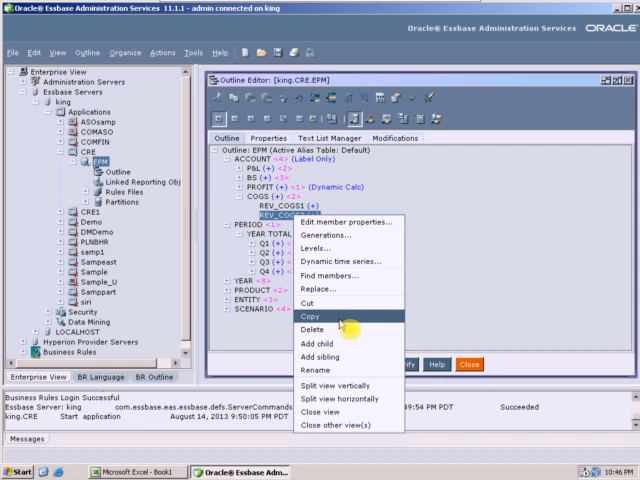 Oracle® Essbase Administration Services 11.1.1 - admin connected on king
Oracle® Essbase Administration Services ORACLE
File Edit View Outline Organize Actions Tools Help
Enterprise View
Administration Servers
Essbase Servers
king
Applications
ASOsamp
COMASO
COMFIN
CRE
EPM
Outline
Linked Reporting Obj
Rules Files
Partitions
CRE1
Demo
DMDemo
PLNBHR
samp1
Sampeast
Sample
Sample_U
Samppart
siri
Security
Data Mining
LOCALHOST
Hyperion Provider Servers
Business Rules
Enterprise View BR Language BR Outline
Outline Editor: [king.CRE.EPM]
Outline Properties Text List Manager Modifications
Outline: EPM (Active Alias Table: Default)
ACCOUNT <4> (Label Only)
P&L (+) <2>
BS (+) <3>
PROFIT (+) <1> (Dynamic Calc)
COGS (+) <2>
REV_COGS1 (+)
PERIOD <1>
YEAR TOTAL
Q1 (+)
Q2 (+)
Q3 (+)
Q4 (+)
YEAR <8>
PRODUCT <2>
ENTITY <3>
SCENARIO <4>
Edit member properties...
Generations...
Levels...
Dynamic time series...
Find members...
Replace...
Cut
Copy
Delete
Add child
Add sibling
Rename
Split view vertically
Split view horizontally
Close view
Close other view(s)
Help Close
Business Rules Login Successful
Essbase Server: king com.essbase.eas.essbase.defs.ServerCommands 49:54 PM PDT Succeeded
king.CRE Start application August 14, 2013 9:50:05 PM PDT
Messages
Start Microsoft Excel - Book1 Oracle® Essbase Adm... 10:46 PM